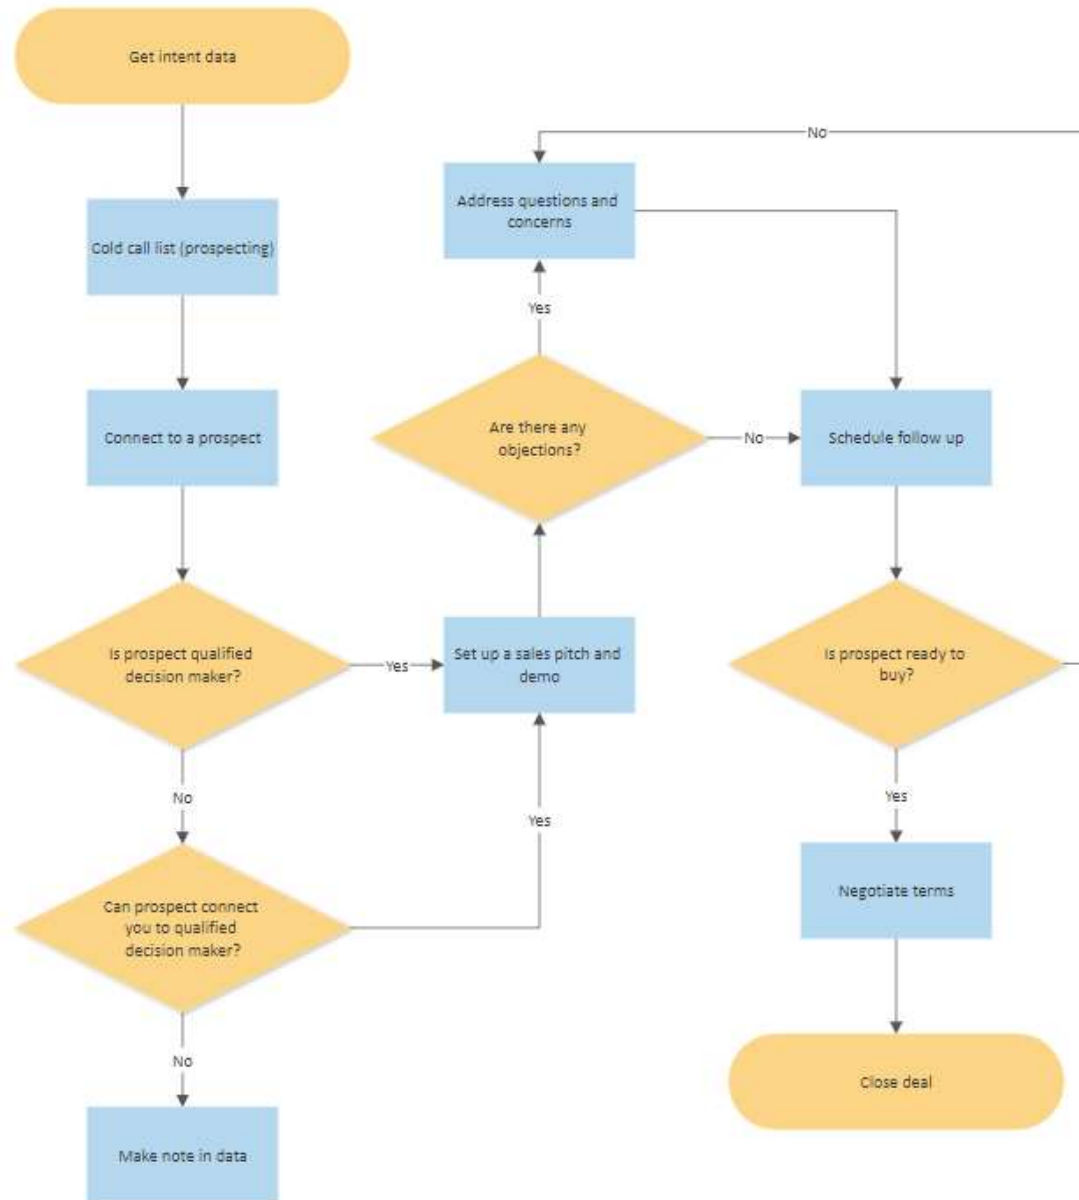 Get intent data
Cold call list (prospecting)
Connect to a prospect
Is prospect qualified
decision maker?
Yes
No
Can prospect connect
you to qualified
decision maker?
Yes
No
Make note in data
Set up a sales pitch and
demo
Are there any
objections?
Yes
No
Address questions and
concerns
No
Schedule follow up
Is prospect ready to
buy?
Yes
Negotiate terms
Close deal